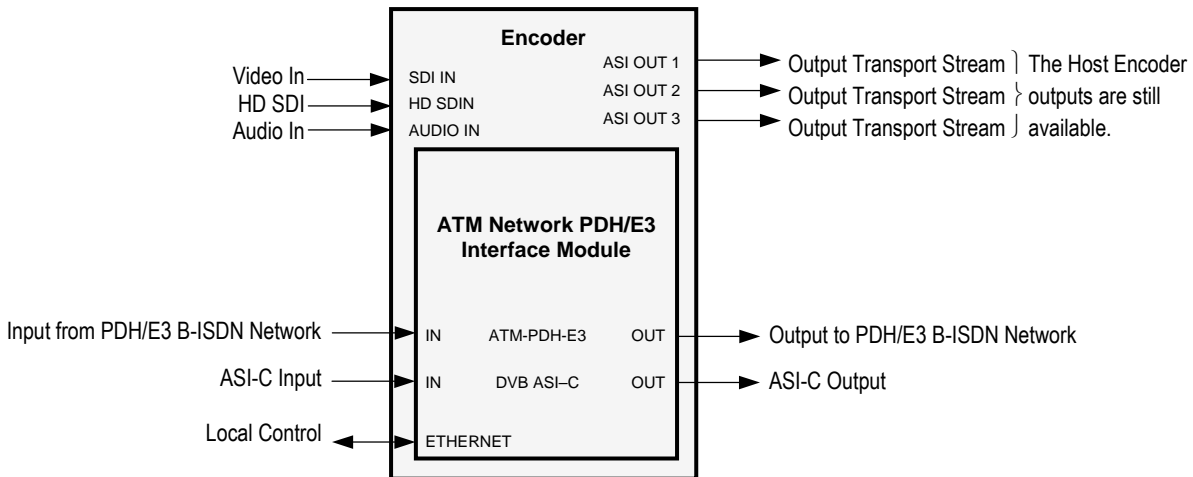 Encoder
Video In
HD SDI
Audio In
SDI IN
HD SDIN
AUDIO IN
ASI OUT 1
ASI OUT 2
ASI OUT 3
Output Transport Stream
Output Transport Stream
Output Transport Stream
The Host Encoder
outputs are still
available.
ATM Network PDH/E3
Interface Module
Input from PDH/E3 B-ISDN Network
IN ATM-PDH-E3 OUT
Output to PDH/E3 B-ISDN Network
ASI-C Input
IN DVB ASI–C OUT
ASI-C Output
Local Control
ETHERNET